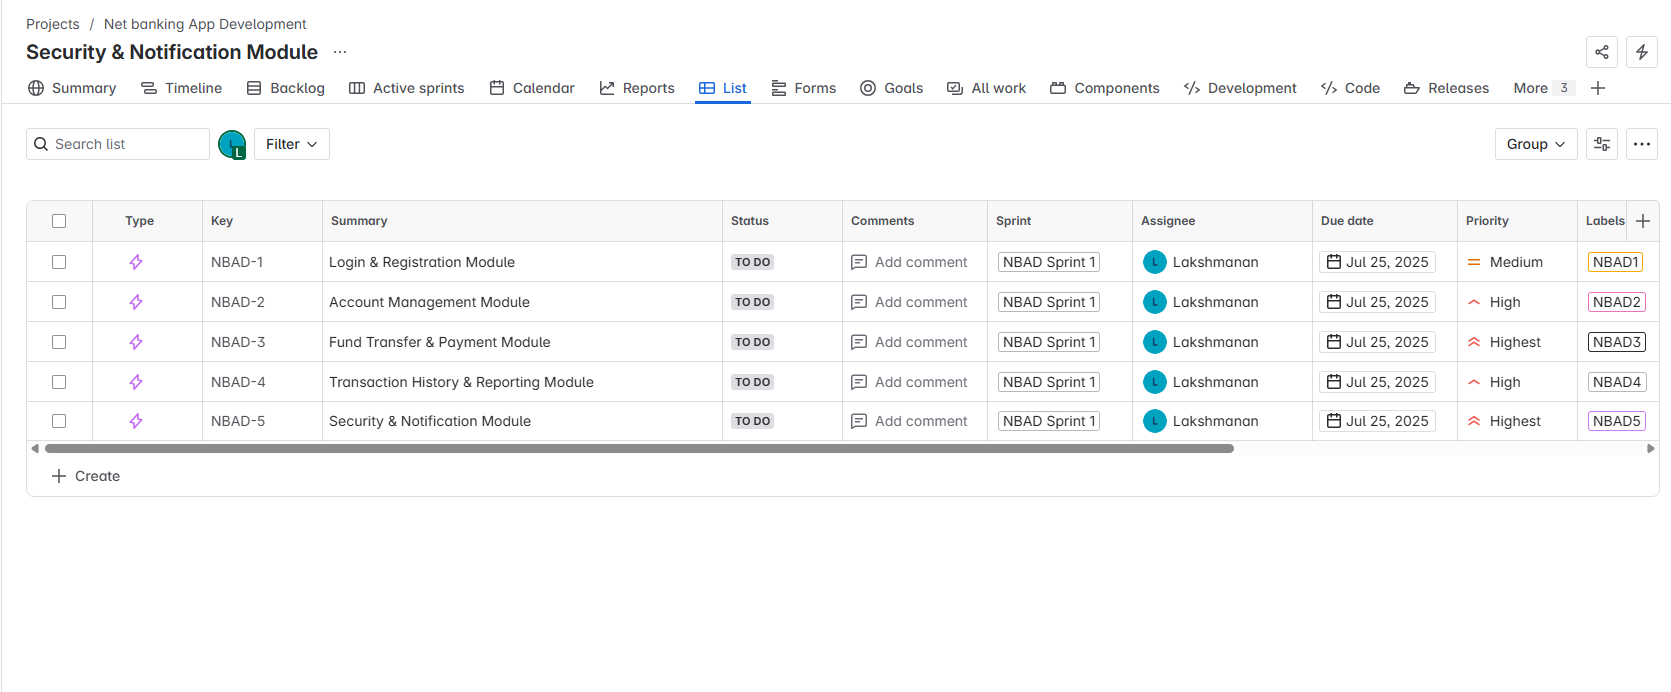 Projects / Net banking App Development
Security & Notification Module ...
Summary Timeline Backlog Active sprints Calendar Reports List Forms Goals All work Components Development Code Releases More 3
Search list L L Filter Group
Type Key Summary Status Comments Sprint Assignee Due date Priority Labels
NBAD-1 Login & Registration Module TO DO Add comment NBAD Sprint 1 L Lakshmanan Jul 25, 2025 Medium NBAD1
NBAD-2 Account Management Module TO DO Add comment NBAD Sprint 1 L Lakshmanan Jul 25, 2025 High NBAD2
NBAD-3 Fund Transfer & Payment Module TO DO Add comment NBAD Sprint 1 L Lakshmanan Jul 25, 2025 Highest NBAD3
NBAD-4 Transaction History & Reporting Module TO DO Add comment NBAD Sprint 1 L Lakshmanan Jul 25, 2025 High NBAD4
NBAD-5 Security & Notification Module TO DO Add comment NBAD Sprint 1 L Lakshmanan Jul 25, 2025 Highest NBAD5
Create